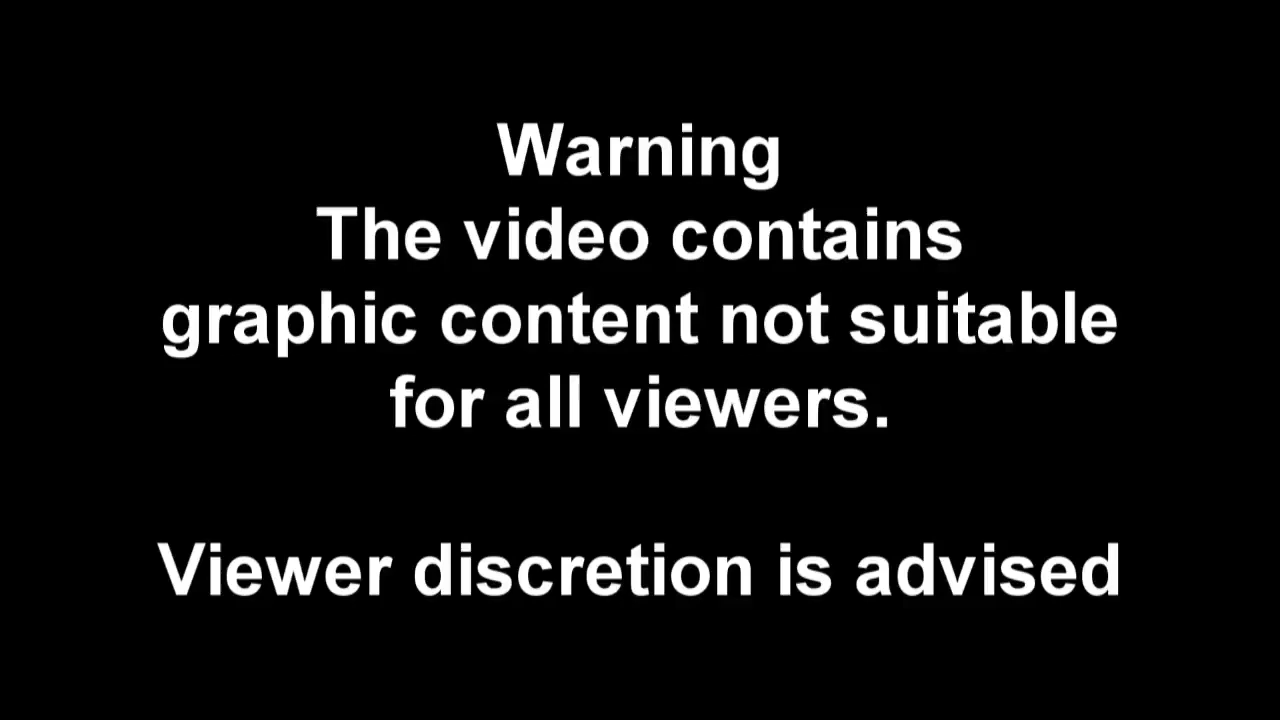 Warning
The video contains
graphic content not suitable
for all viewers.
Viewer discretion is advised